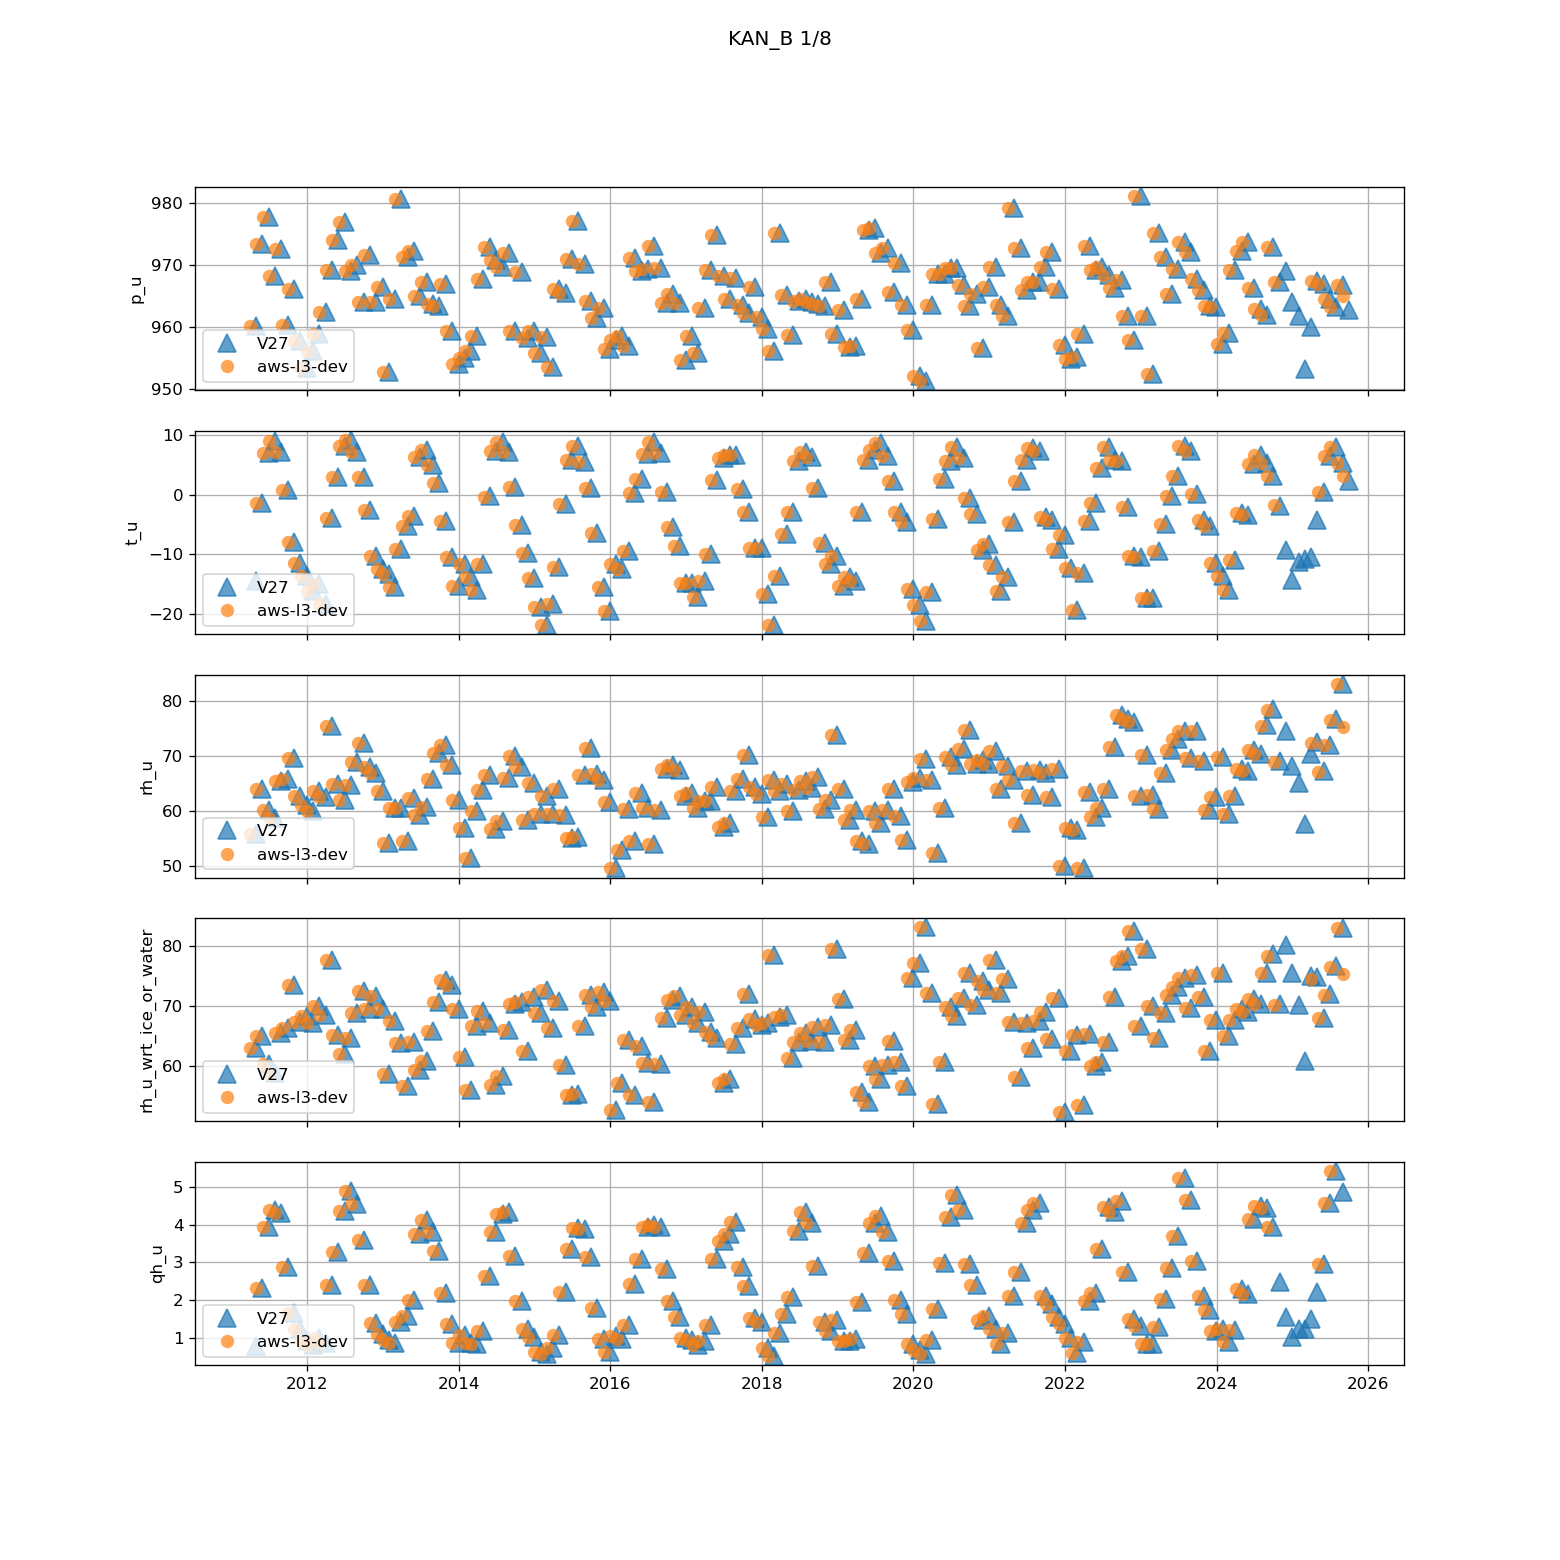 KAN_B 1/8
980
970
960
950
p_u
V27
aws-l3-dev
10
0
−10
−20
t_u
V27
aws-l3-dev
80
70
60
50
rh_u
V27
aws-l3-dev
80
70
60
rh_u_wrt_ice_or_water
V27
aws-l3-dev
5
4
3
2
1
qh_u
V27
aws-l3-dev
2012 2014 2016 2018 2020 2022 2024 2026